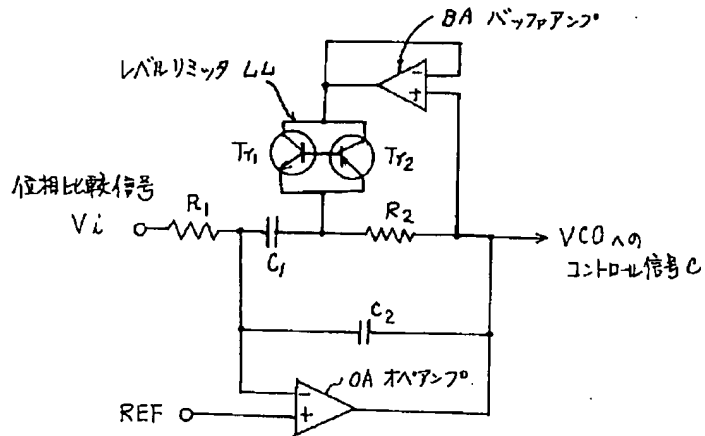 BA バッファアンプ
レベルリミッタ LL
-
+
Tr1
Tr2
位相比較信号
Vi
R1
C1
R2
VCOへの
コントロール信号 C
C2
OA オペアンプ
-
+
REF